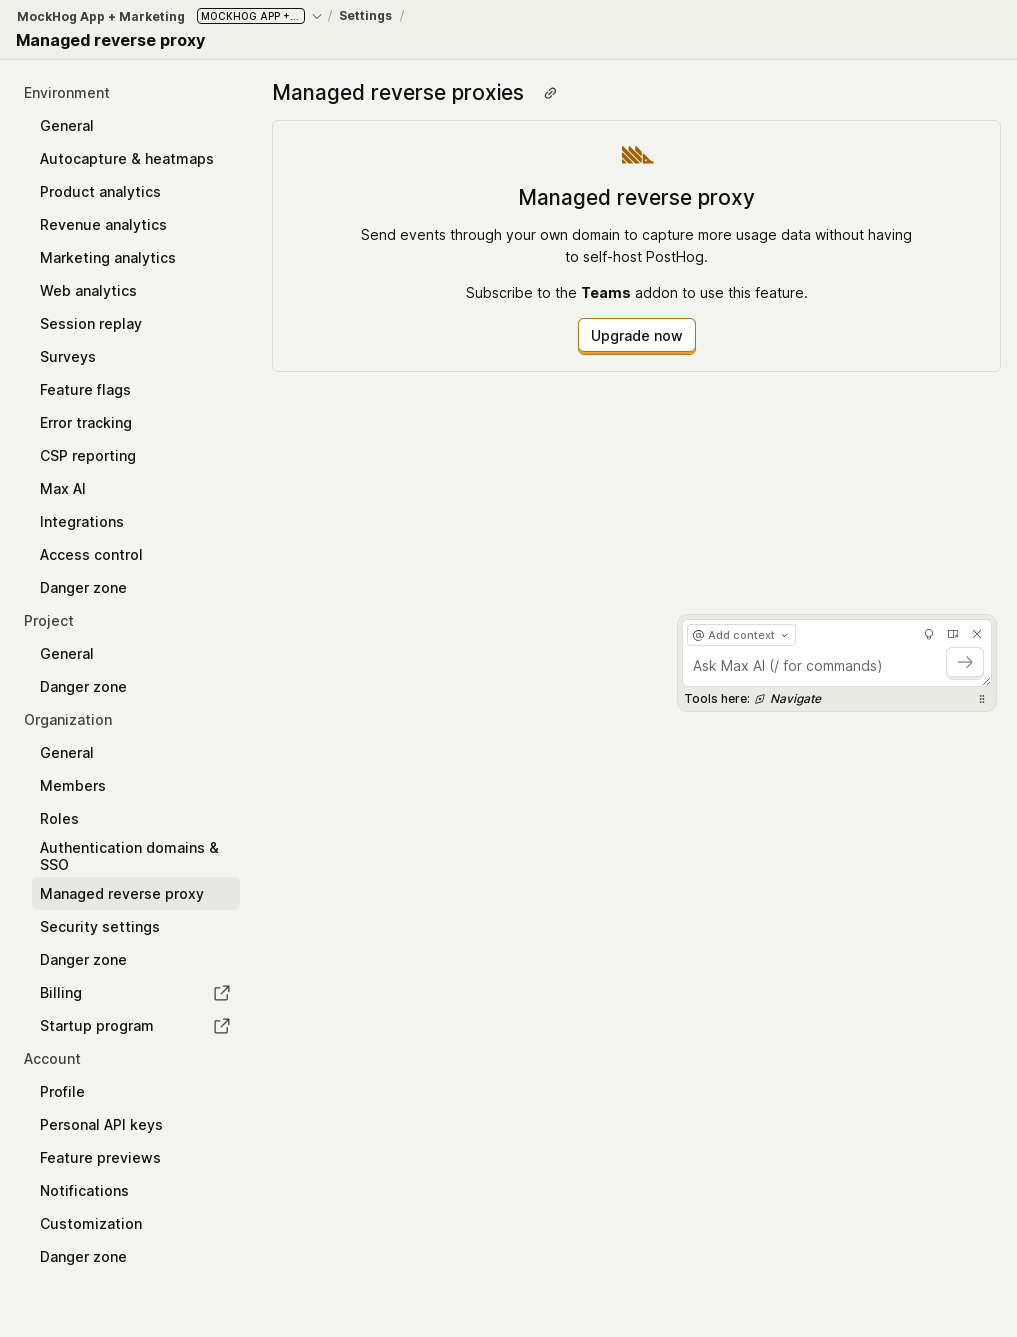 MockHog App + Marketing MOCKHOG APP +... / Settings /
Managed reverse proxy
Environment
General
Autocapture & heatmaps
Product analytics
Revenue analytics
Marketing analytics
Web analytics
Session replay
Surveys
Feature flags
Error tracking
CSP reporting
Max AI
Integrations
Access control
Danger zone
Project
General
Danger zone
Organization
General
Members
Roles
Authentication domains &
SSO
Managed reverse proxy
Security settings
Danger zone
Billing
Startup program
Account
Profile
Personal API keys
Feature previews
Notifications
Customization
Danger zone
Managed reverse proxies
Managed reverse proxy
Send events through your own domain to capture more usage data without having
to self-host PostHog.
Subscribe to the Teams addon to use this feature.
Upgrade now
@ Add context
Ask Max AI (/ for commands)
Tools here: Navigate